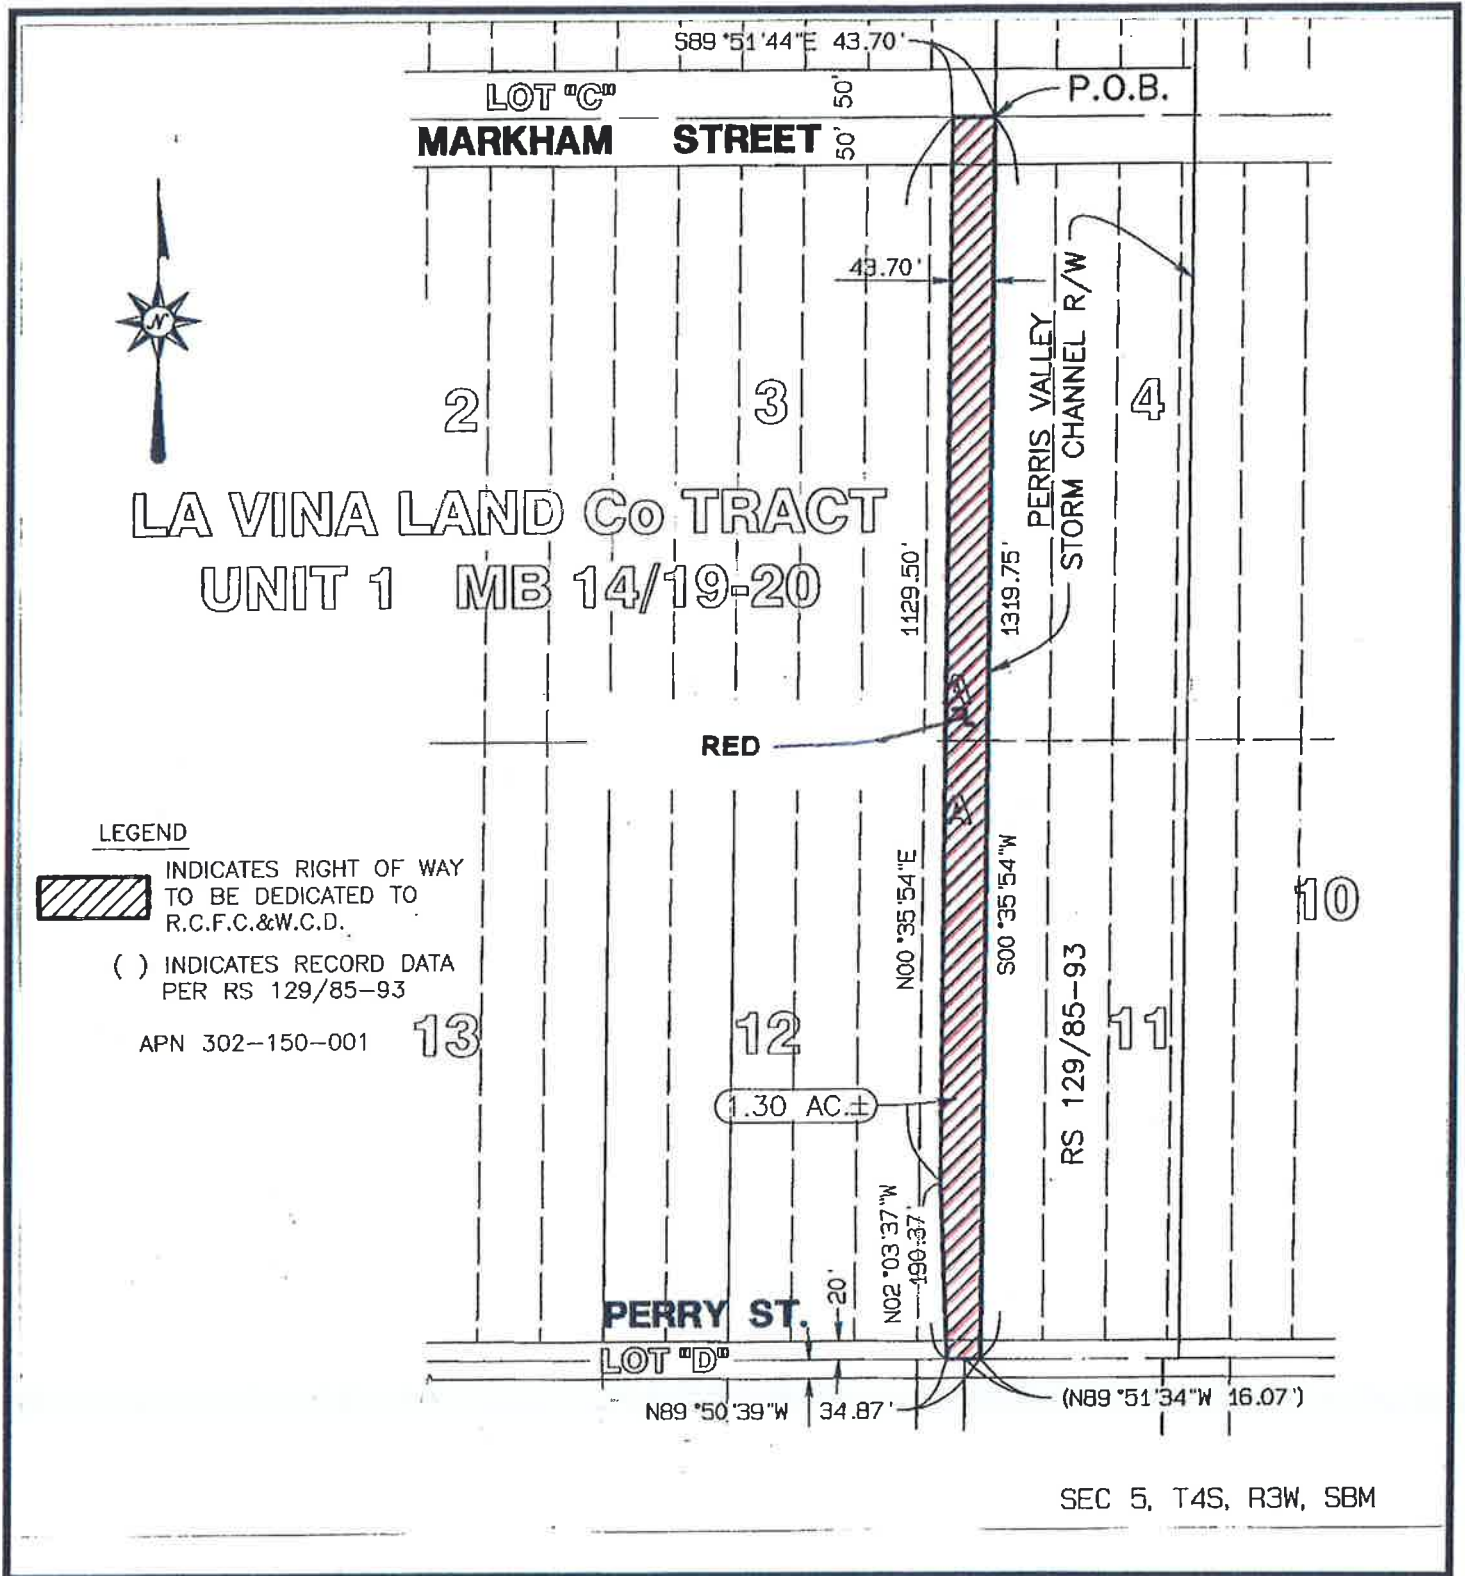 S89°51'44"E 43.70'
LOT "C"
50'
P.O.B.
MARKHAM STREET
50'
N
43.70'
PERRIS VALLEY
STORM CHANNEL R/W
2
3
4
LA VINA LAND Co TRACT
UNIT 1 MB 14/19-20
1129.50'
1319.75'
RED
A
LEGEND
INDICATES RIGHT OF WAY
TO BE DEDICATED TO
R.C.F.C.&W.C.D.
( ) INDICATES RECORD DATA
PER RS 129/85-93
APN 302-150-001
N00°35'54"E
S00°35'54"W
10
13
12
11
RS 129/85-93
1.30 AC.±
N02°03'37"W
190.37'
PERRY ST.
20'
LOT "D"
N89°50'39"W 34.87'
(N89°51'34"W 16.07')
SEC 5, T4S, R3W, SBM